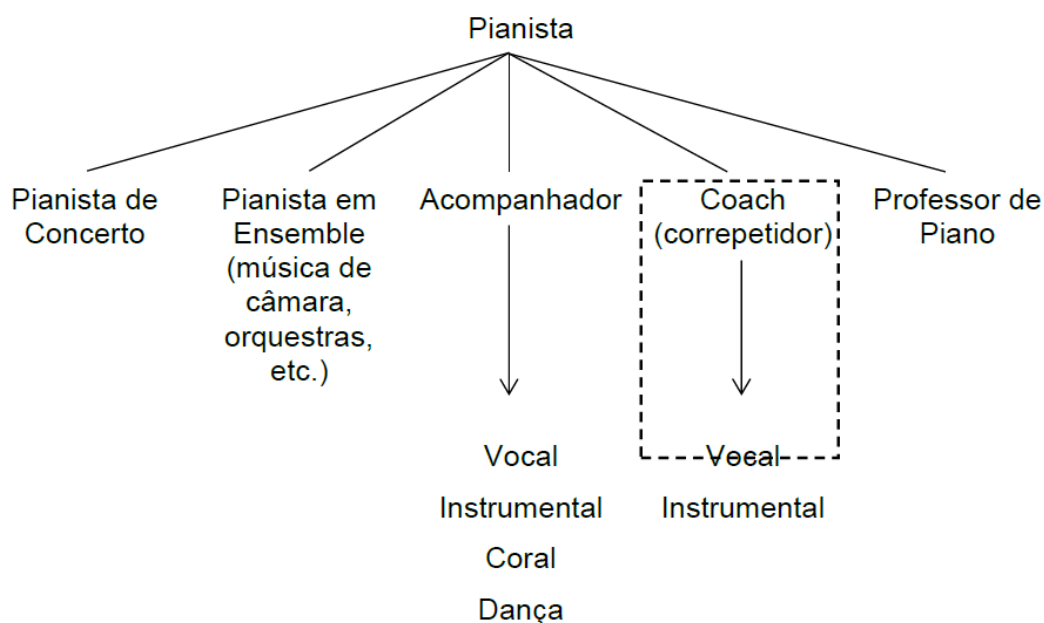 Pianista
Pianista de
Concerto
Pianista em
Ensemble
(música de
câmara,
orquestras,
etc.)
Acompanhador
Vocal
Instrumental
Coral
Dança
Coach
(correpetidor)
Vocal
Instrumental
Professor de
Piano